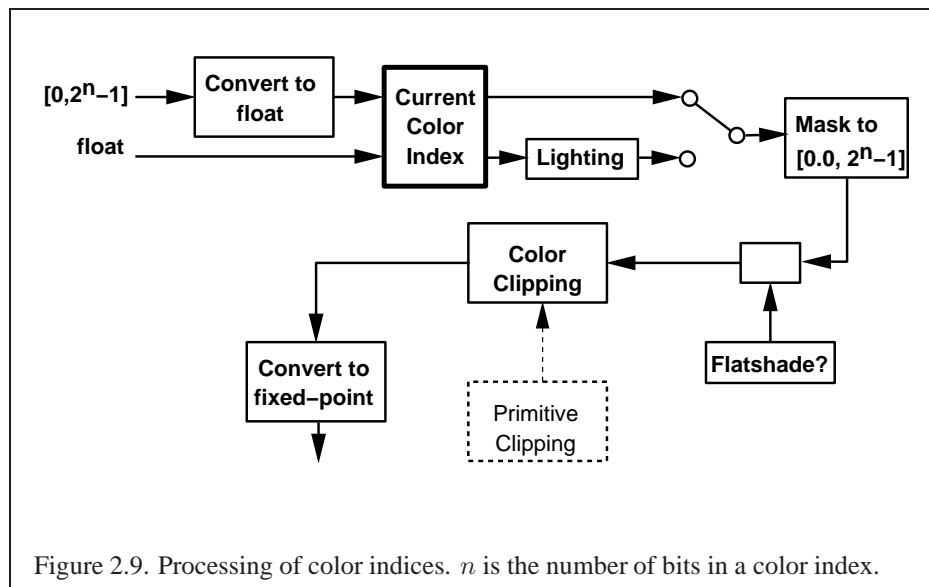 [0,2ⁿ−1]
Convert to
float
float
Current
Color
Index
Lighting
Mask to
[0.0, 2ⁿ−1]
Color
Clipping
Flatshade?
Convert to
fixed−point
Primitive
Clipping
Figure 2.9. Processing of color indices. n is the number of bits in a color index.